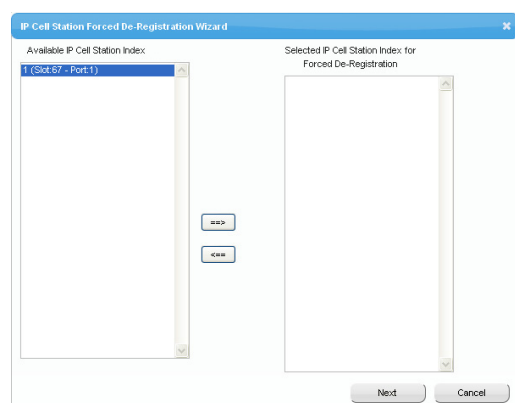 IP Cell Station Forced De-Registration Wizard
Available IP Cell Station Index
1 (Slot:67 - Port:1)
==>
<==
Selected IP Cell Station Index for
Forced De-Registration
Next
Cancel